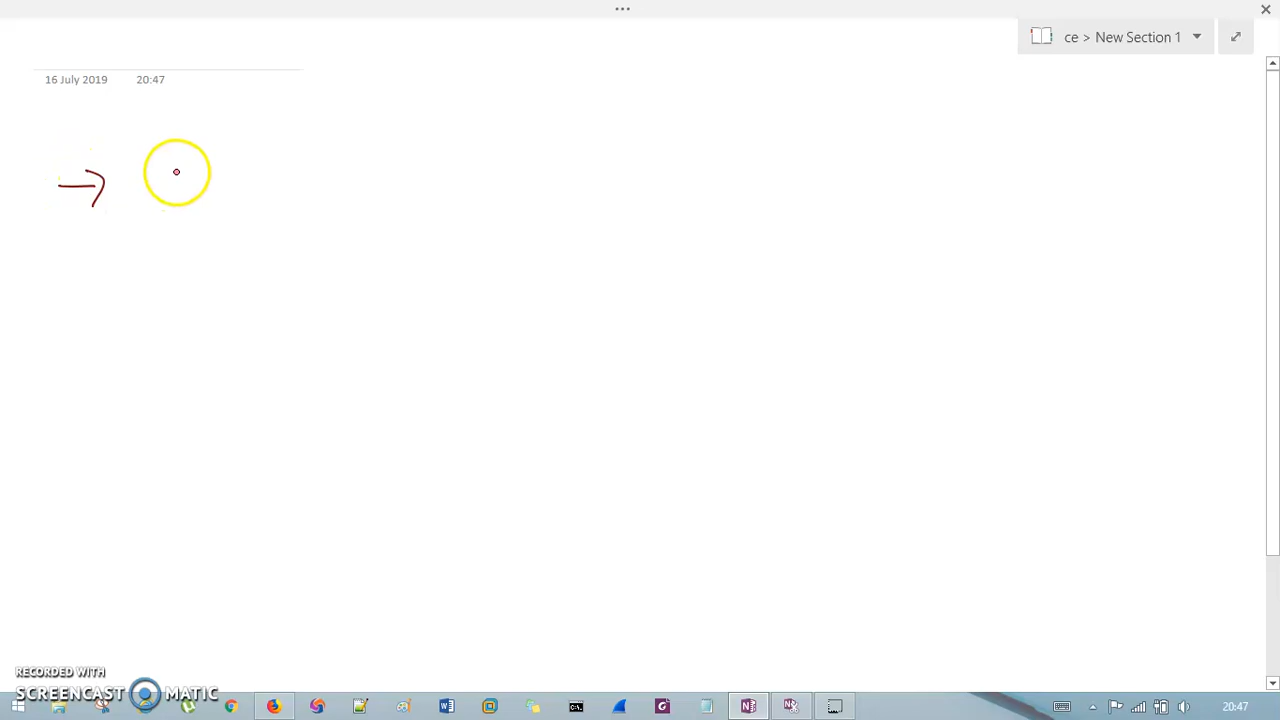 ce > New Section 1
16 July 2019 20:47
RECORDED WITH
SCREENCAST MATIC
20:47